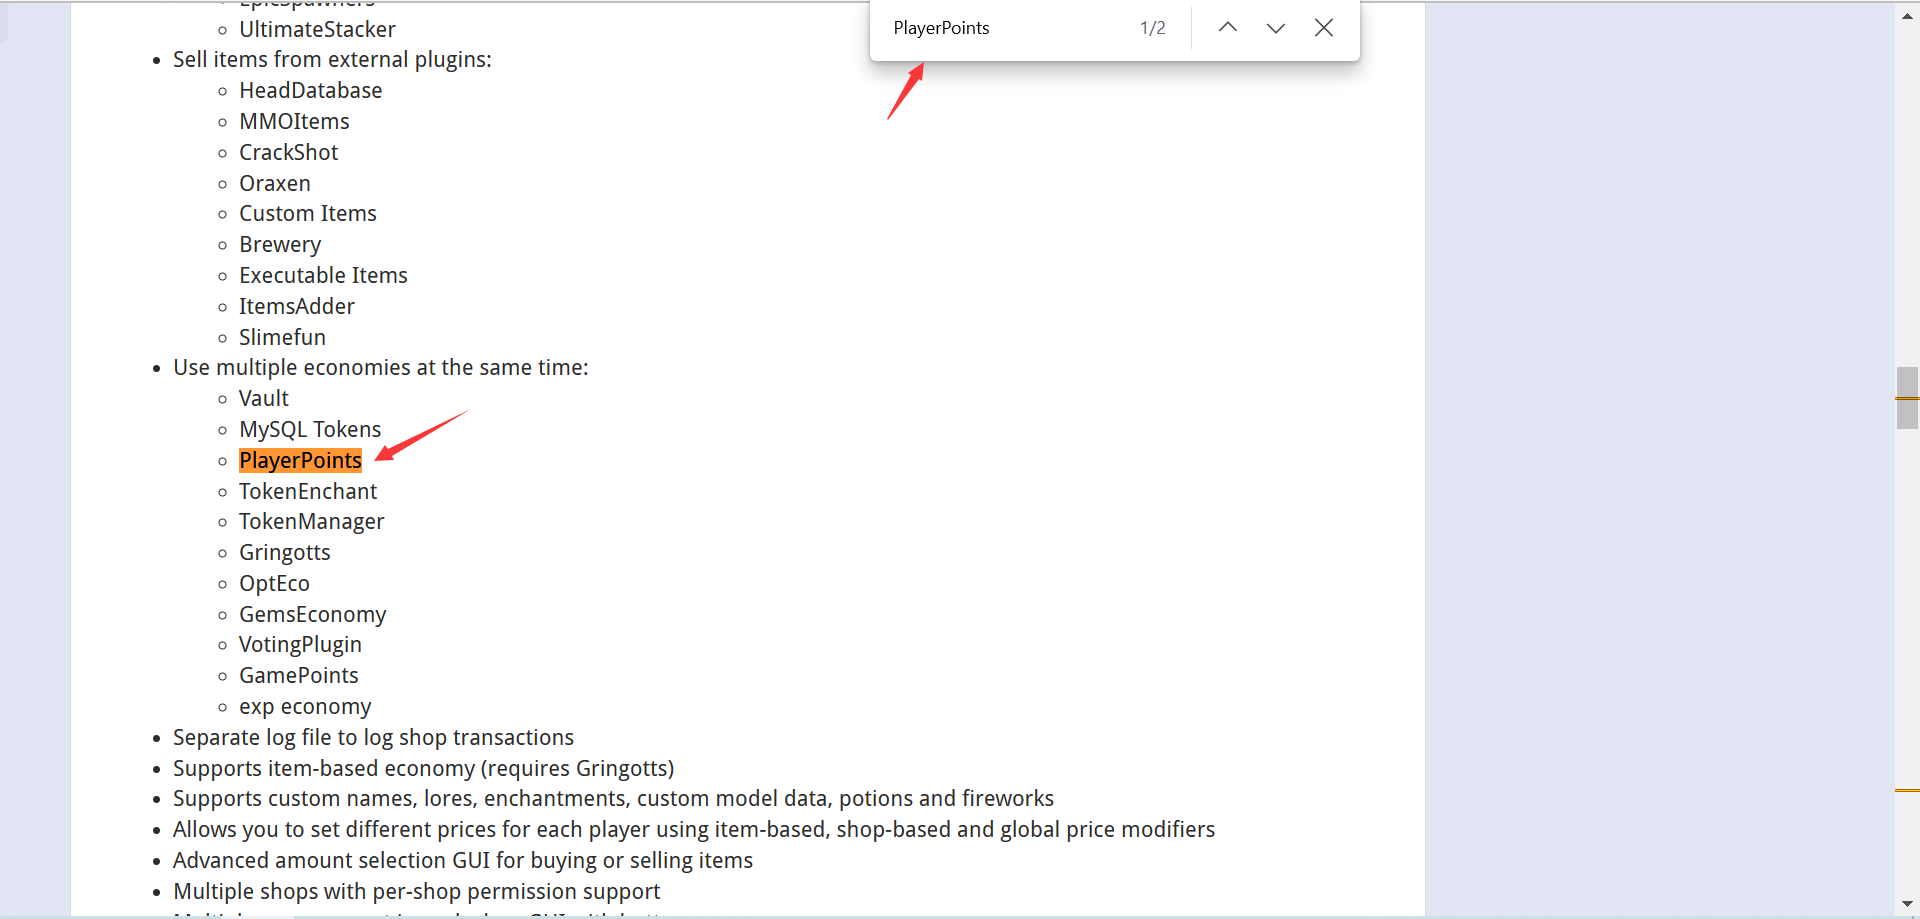 PlayerPoints 1/2
UltimateStacker
Sell items from external plugins:
HeadDatabase
MMOItems
CrackShot
Oraxen
Custom Items
Brewery
Executable Items
ItemsAdder
Slimefun
Use multiple economies at the same time:
Vault
MySQL Tokens
PlayerPoints
TokenEnchant
TokenManager
Gringotts
OptEco
GemsEconomy
VotingPlugin
GamePoints
exp economy
Separate log file to log shop transactions
Supports item-based economy (requires Gringotts)
Supports custom names, lores, enchantments, custom model data, potions and fireworks
Allows you to set different prices for each player using item-based, shop-based and global price modifiers
Advanced amount selection GUI for buying or selling items
Multiple shops with per-shop permission support